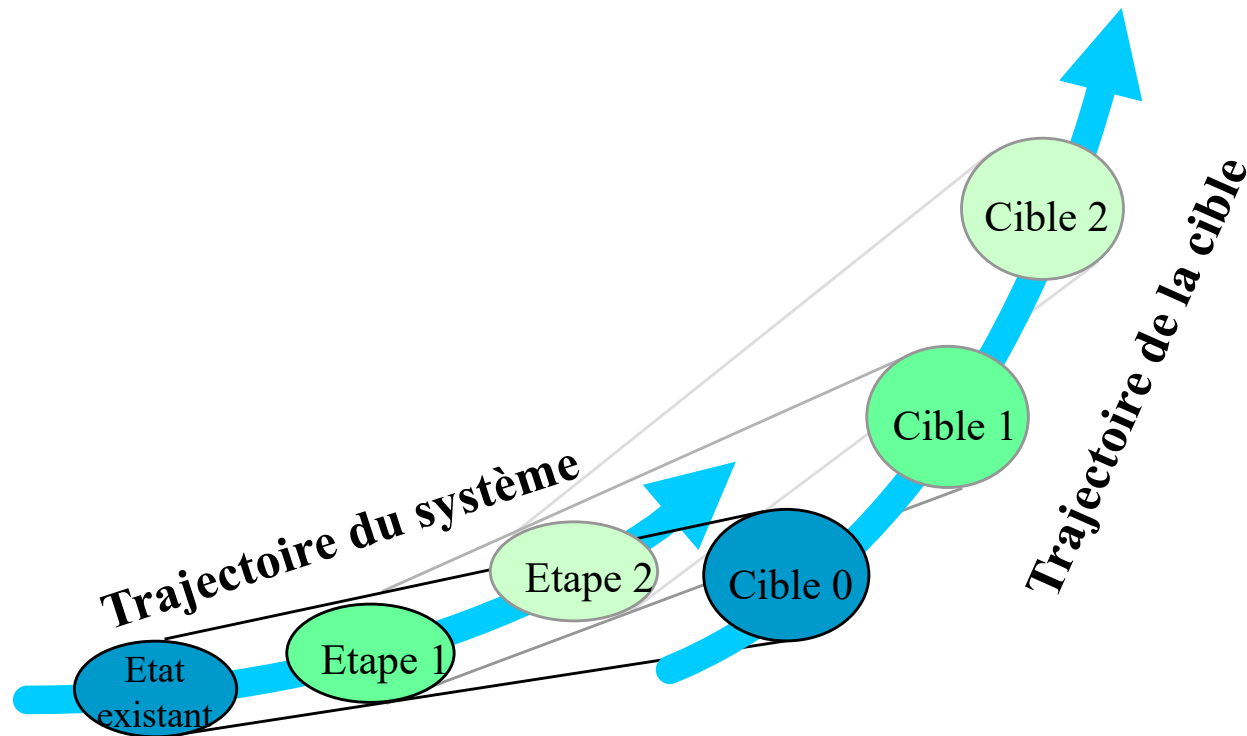 Trajectoire du système
Trajectoire de la cible
Etat
existant
Etape 1
Etape 2
Cible 0
Cible 1
Cible 2